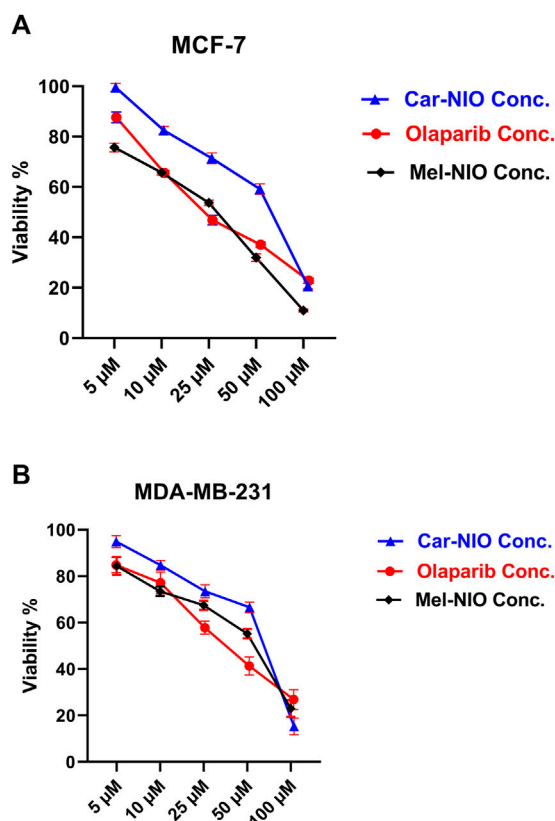 A
MCF-7
Viability %
100
80
60
40
20
0
5 µM
10 µM
25 µM
50 µM
100 µM
Car-NIO Conc.
Olaparib Conc.
Mel-NIO Conc.
B
MDA-MB-231
Viability %
100
80
60
40
20
0
5 µM
10 µM
25 µM
50 µM
100 µM
Car-NIO Conc.
Olaparib Conc.
Mel-NIO Conc.